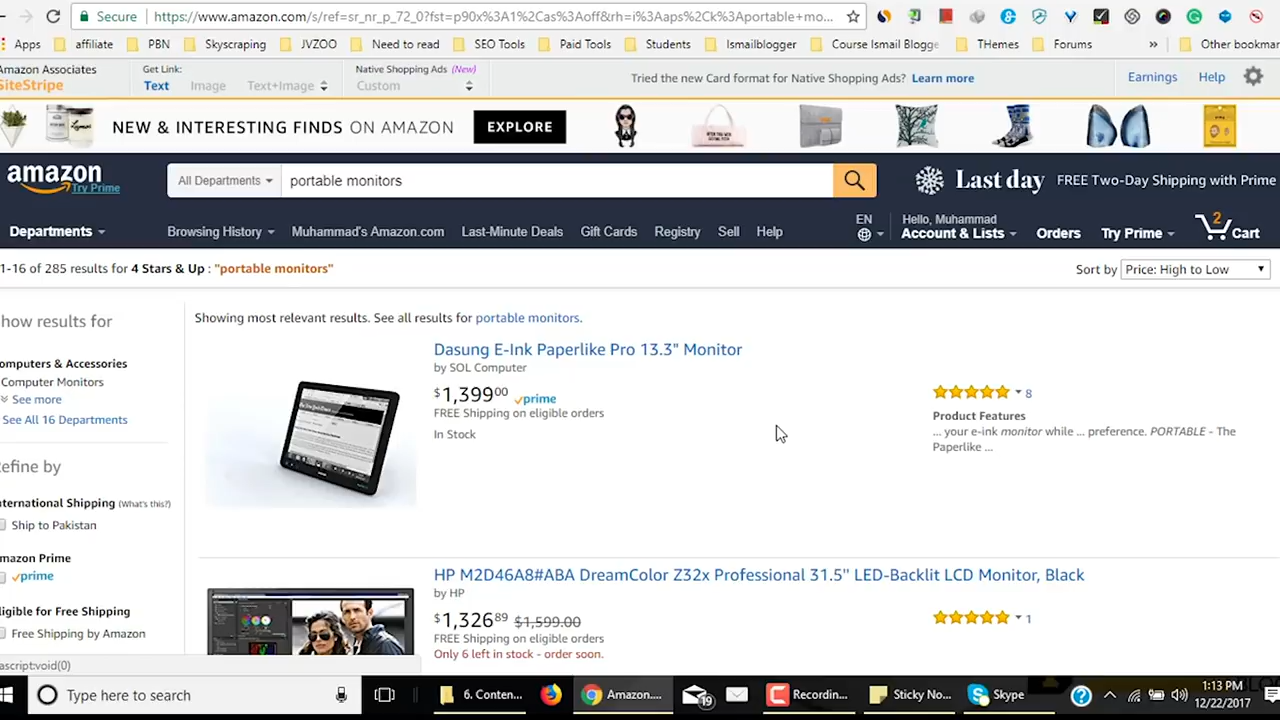 Secure https://www.amazon.com/s/ref=sr_nr_p_72_0?fst=p90x%3A1%2Cas%3Aoff&rh=i%3Aaps%2Ck%3Aportable+mo...
Apps affiliate PBN Skyscraping JVZOO Need to read SEO Tools Paid Tools Students Ismailblogger Course Ismail Blogge THemes Forums » Other bookmar
Amazon Associates Get Link: Native Shopping Ads (New)
SiteStripe Text Image Text+Image Custom Tried the new Card format for Native Shopping Ads? Learn more Earnings Help
NEW & INTERESTING FINDS ON AMAZON EXPLORE
amazon Try Prime All Departments portable monitors Last day FREE Two-Day Shipping with Prime
Departments Browsing History Muhammad's Amazon.com Last-Minute Deals Gift Cards Registry Sell Help EN Hello, Muhammad Account & Lists Orders Try Prime 2 Cart
1-16 of 285 results for 4 Stars & Up : "portable monitors" Sort by Price: High to Low
how results for
omputers & Accessories
Computer Monitors
See more
See All 16 Departments
efine by
nternational Shipping (What's this?)
Ship to Pakistan
mazon Prime
prime
ligible for Free Shipping
Free Shipping by Amazon
Showing most relevant results. See all results for portable monitors.
Dasung E-Ink Paperlike Pro 13.3" Monitor
by SOL Computer
$1,39900 prime
FREE Shipping on eligible orders
In Stock
8
Product Features
... your e-ink monitor while ... preference. PORTABLE - The
Paperlike ...
HP M2D46A8#ABA DreamColor Z32x Professional 31.5" LED-Backlit LCD Monitor, Black
by HP
$1,32689 $1,599.00
FREE Shipping on eligible orders
Only 6 left in stock - order soon.
1
ascript:void(0)
Type here to search 6. Conten... Amazon.... 19 Recordin... Sticky No... Skype 1:13 PM
12/22/2017